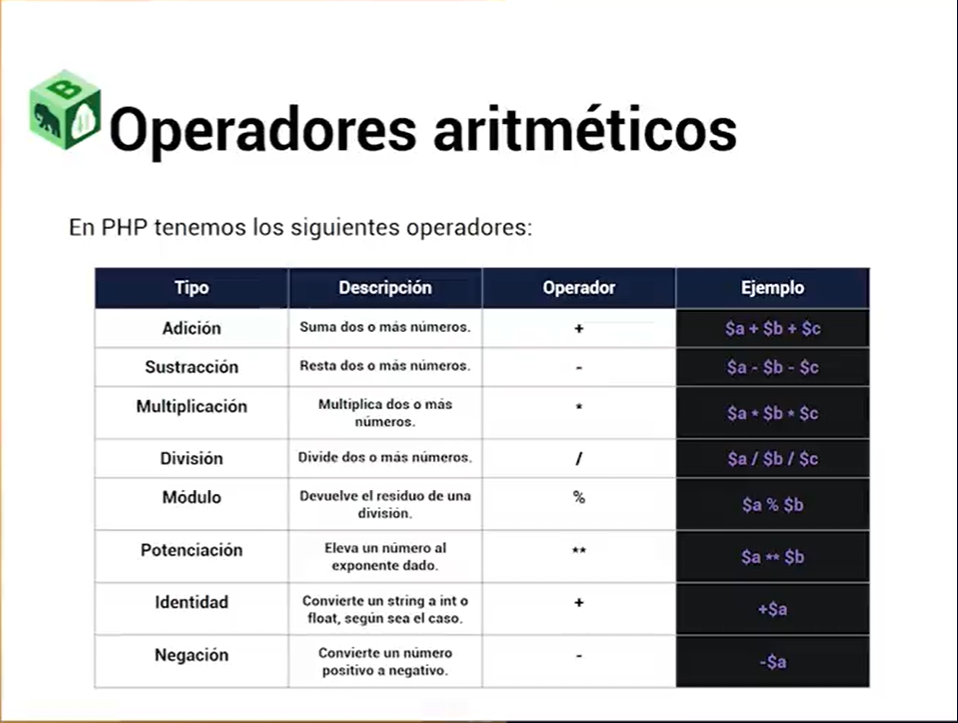 B
Operadores aritméticos
En PHP tenemos los siguientes operadores:
Tipo Descripción Operador Ejemplo
Adición Suma dos o más números. + $a + $b + $c
Sustracción Resta dos o más números. - $a - $b - $c
Multiplicación Multiplica dos o más números. * $a * $b * $c
División Divide dos o más números. / $a / $b / $c
Módulo Devuelve el residuo de una división. % $a % $b
Potenciación Eleva un número al exponente dado. ** $a ** $b
Identidad Convierte un string a int o float, según sea el caso. + +$a
Negación Convierte un número positivo a negativo. - -$a